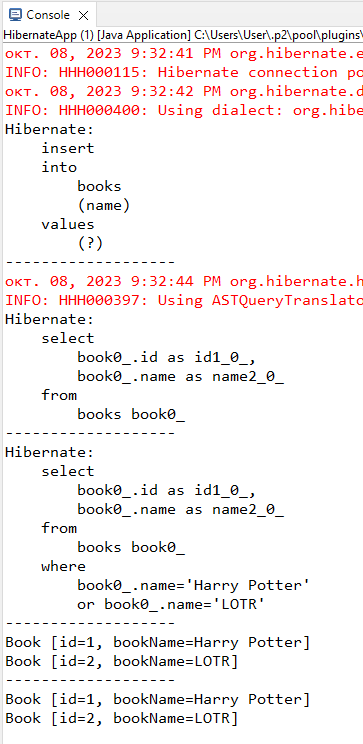 Console
HibernateApp (1) [Java Application] C:\Users\User\.p2\pool\plugins\
окт. 08, 2023 9:32:41 PM org.hibernate.e
INFO: HHH000115: Hibernate connection po
окт. 08, 2023 9:32:42 PM org.hibernate.d
INFO: HHH000400: Using dialect: org.hibe
Hibernate:
    insert
    into
        books
        (name)
    values
        (?)
-------------------
окт. 08, 2023 9:32:44 PM org.hibernate.h
INFO: HHH000397: Using ASTQueryTranslato
Hibernate:
    select
        book0_.id as id1_0_,
        book0_.name as name2_0_
    from
        books book0_
-------------------
Hibernate:
    select
        book0_.id as id1_0_,
        book0_.name as name2_0_
    from
        books book0_
    where
        book0_.name='Harry Potter'
        or book0_.name='LOTR'
-------------------
Book [id=1, bookName=Harry Potter]
Book [id=2, bookName=LOTR]
-------------------
Book [id=1, bookName=Harry Potter]
Book [id=2, bookName=LOTR]